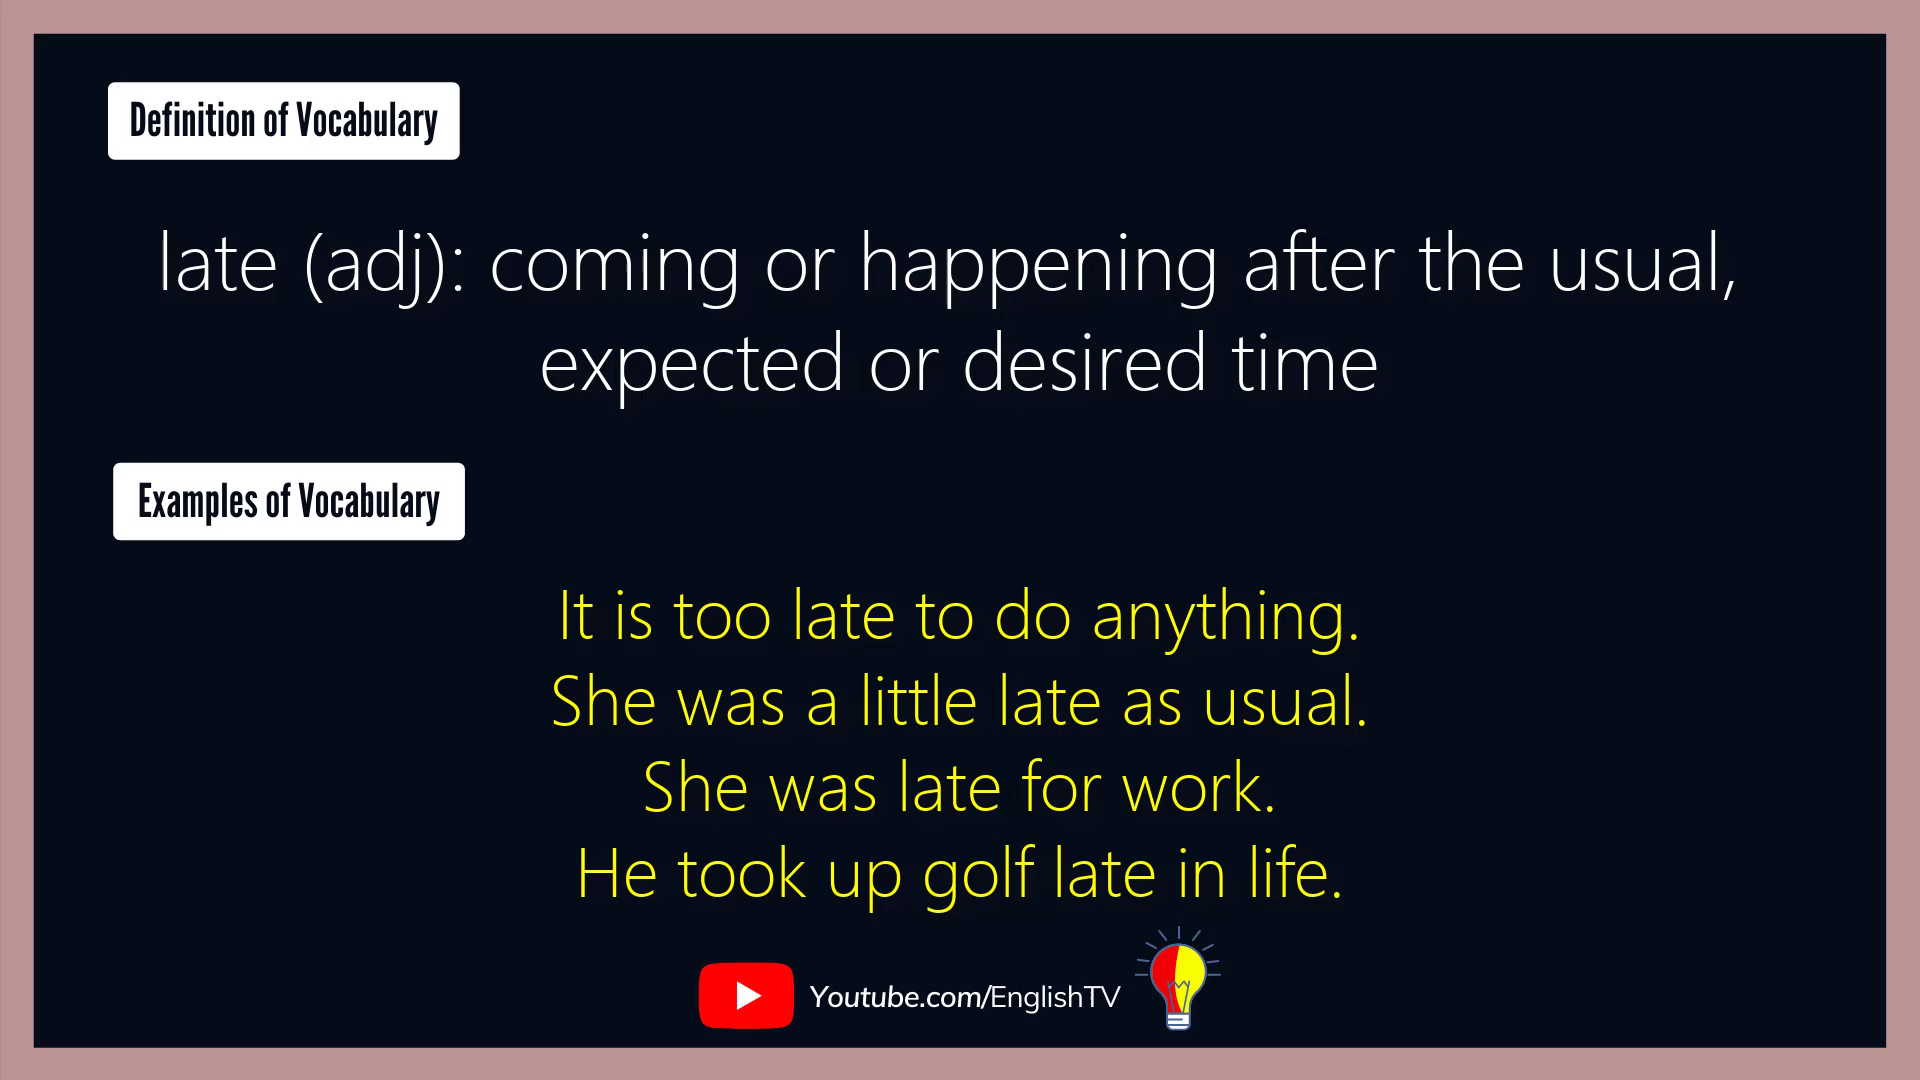 Definition of Vocabulary
late (adj): coming or happening after the usual,
expected or desired time
Examples of Vocabulary
It is too late to do anything.
She was a little late as usual.
She was late for work.
He took up golf late in life.
Youtube.com/EnglishTV